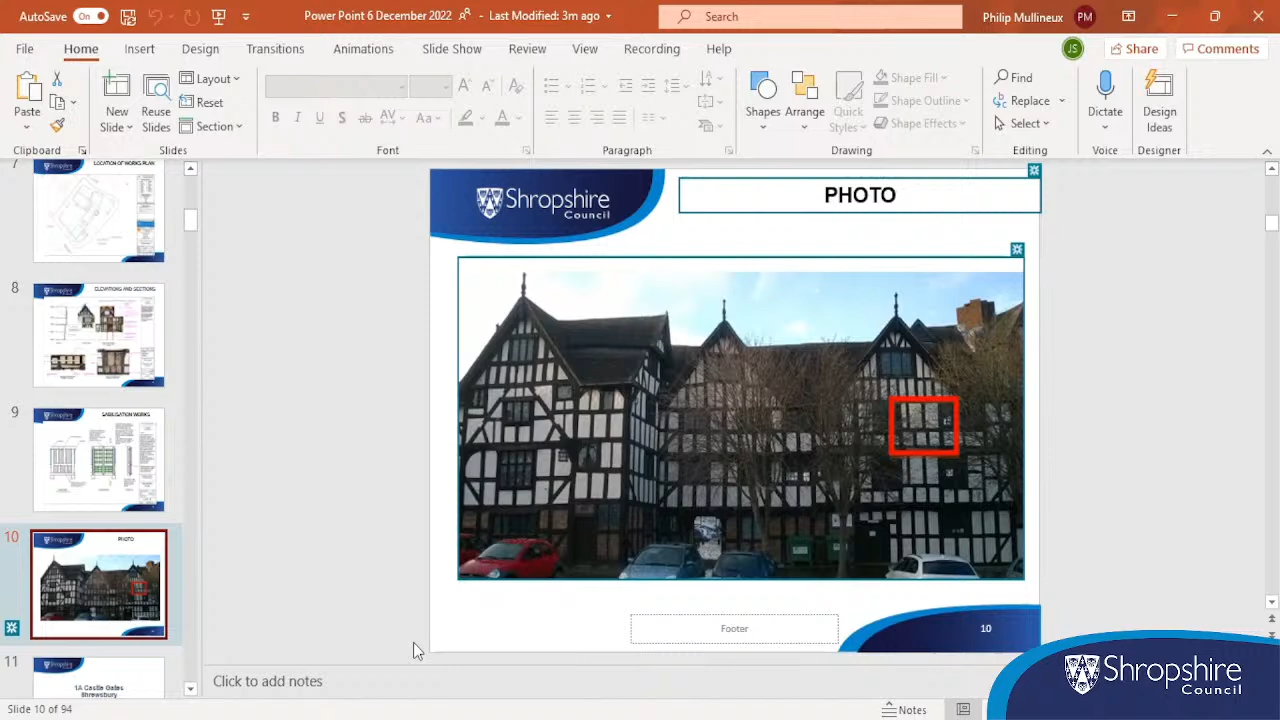 AutoSave On
Power Point 6 December 2022
Last Modified: 3m ago
Search
Philip Mullineux PM
File Home Insert Design Transitions Animations Slide Show Review View Recording Help
JS Share Comments
Paste
New Slide
Reuse Slides
Layout
Reset
Section
B I U S ab AV Aa A
Shapes
Arrange
Quick Styles
Shape Fill
Shape Outline
Shape Effects
Find
Replace
Select
Dictate
Design Ideas
Clipboard Slides Font Paragraph Drawing Editing Voice Designer
7
LOCATION OF WORKS PLAN
8
ELEVATIONS AND SECTIONS
9
SABILISATION WORKS
10
PHOTO
11
1A Castle Gates
Shrewsbury
Shropshire
Council
PHOTO
Footer
10
Click to add notes
Slide 10 of 94
Notes
Shropshire
Council